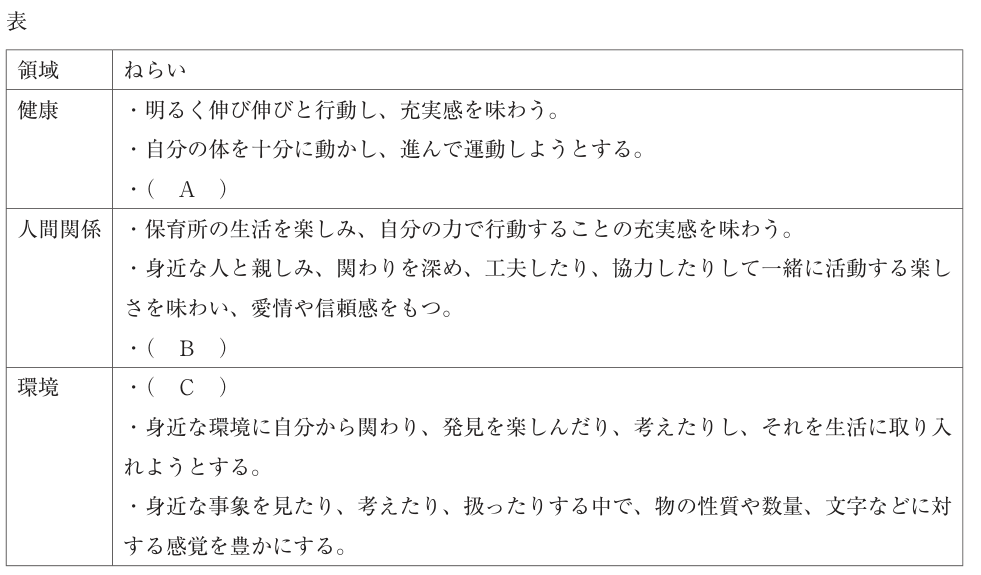 表
領域 ねらい
健康 ・明るく伸び伸びと行動し、充実感を味わう。
・自分の体を十分に動かし、進んで運動しようとする。
・（ A ）
人間関係 ・保育所の生活を楽しみ、自分の力で行動することの充実感を味わう。
・身近な人と親しみ、関わりを深め、工夫したり、協力したりして一緒に活動する楽し
さを味わい、愛情や信頼感をもつ。
・（ B ）
環境 ・（ C ）
・身近な環境に自分から関わり、発見を楽しんだり、考えたりし、それを生活に取り入
れようとする。
・身近な事象を見たり、考えたり、扱ったりする中で、物の性質や数量、文字などに対
する感覚を豊かにする。